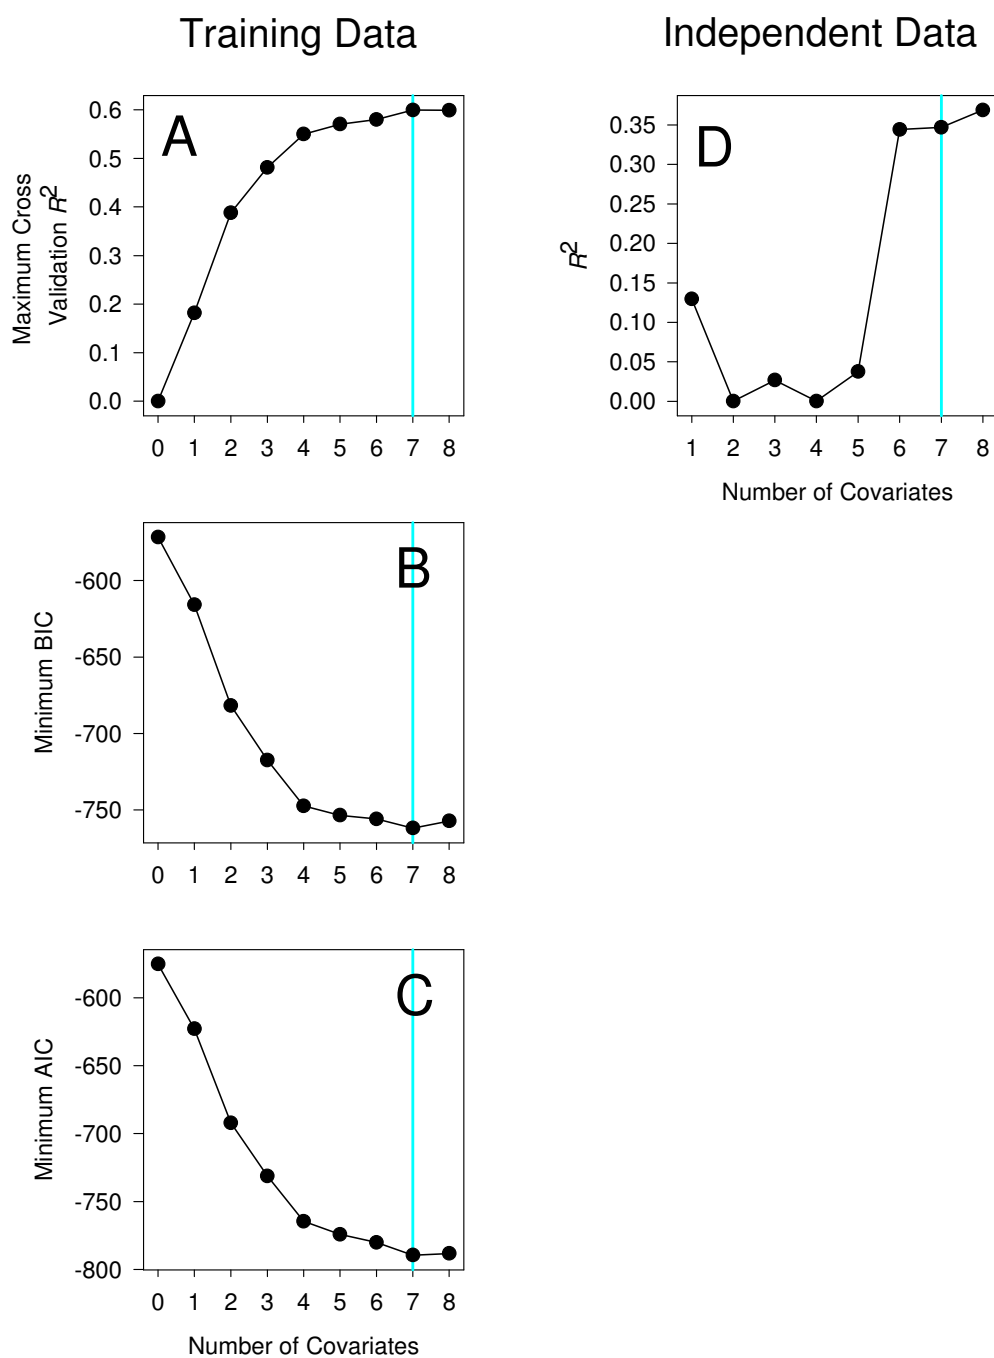 Training Data
Independent Data
A
Maximum Cross
Validation R²
0.6
0.5
0.4
0.3
0.2
0.1
0.0
0 1 2 3 4 5 6 7 8
D
R²
0.35
0.30
0.25
0.20
0.15
0.10
0.05
0.00
1 2 3 4 5 6 7 8
Number of Covariates
B
Minimum BIC
-600
-650
-700
-750
0 1 2 3 4 5 6 7 8
C
Minimum AIC
-600
-650
-700
-750
-800
0 1 2 3 4 5 6 7 8
Number of Covariates